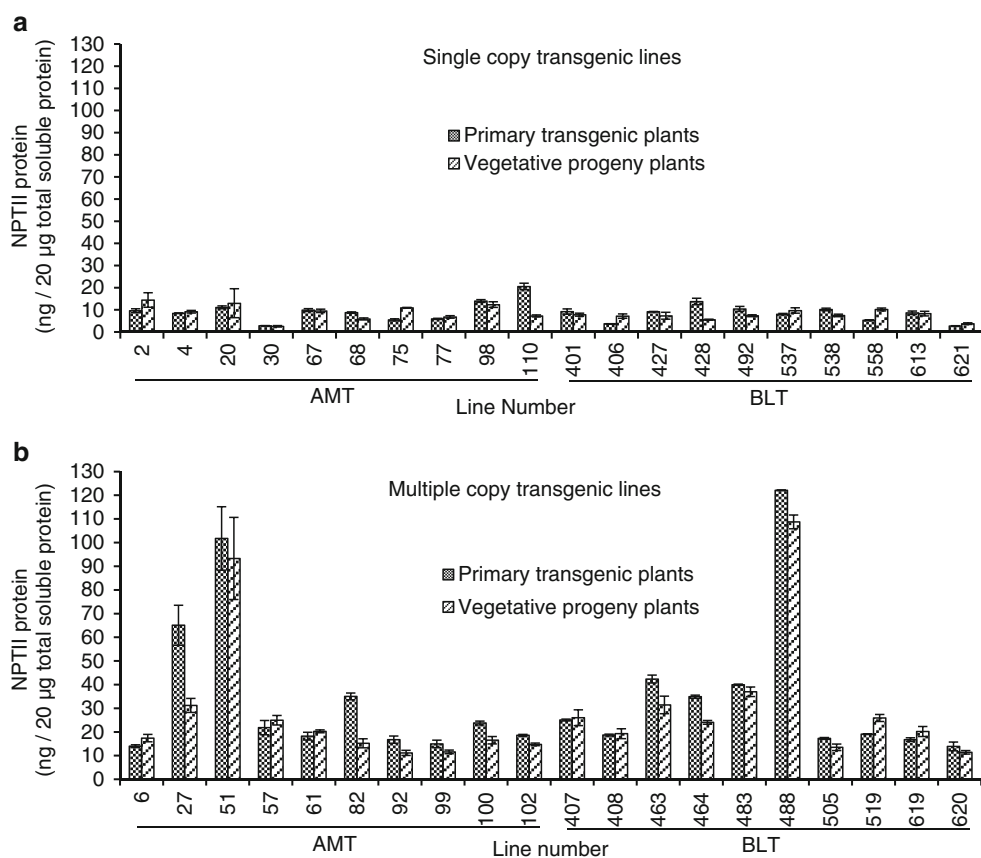 a
130
120
110
100
90
80
70
60
50
40
30
20
10
0
NPTII protein
(ng / 20 µg total soluble protein)
Single copy transgenic lines
Primary transgenic plants
Vegetative progeny plants
2 4 20 30 67 68 75 77 98 110 401 406 427 428 492 537 538 558 613 621
AMT BLT
Line Number
b
130
120
110
100
90
80
70
60
50
40
30
20
10
0
NPTII protein
(ng / 20 µg total soluble protein)
Multiple copy transgenic lines
Primary transgenic plants
Vegetative progeny plants
6 27 51 57 61 82 92 99 100 102 407 408 463 464 483 488 505 519 619 620
AMT BLT
Line number